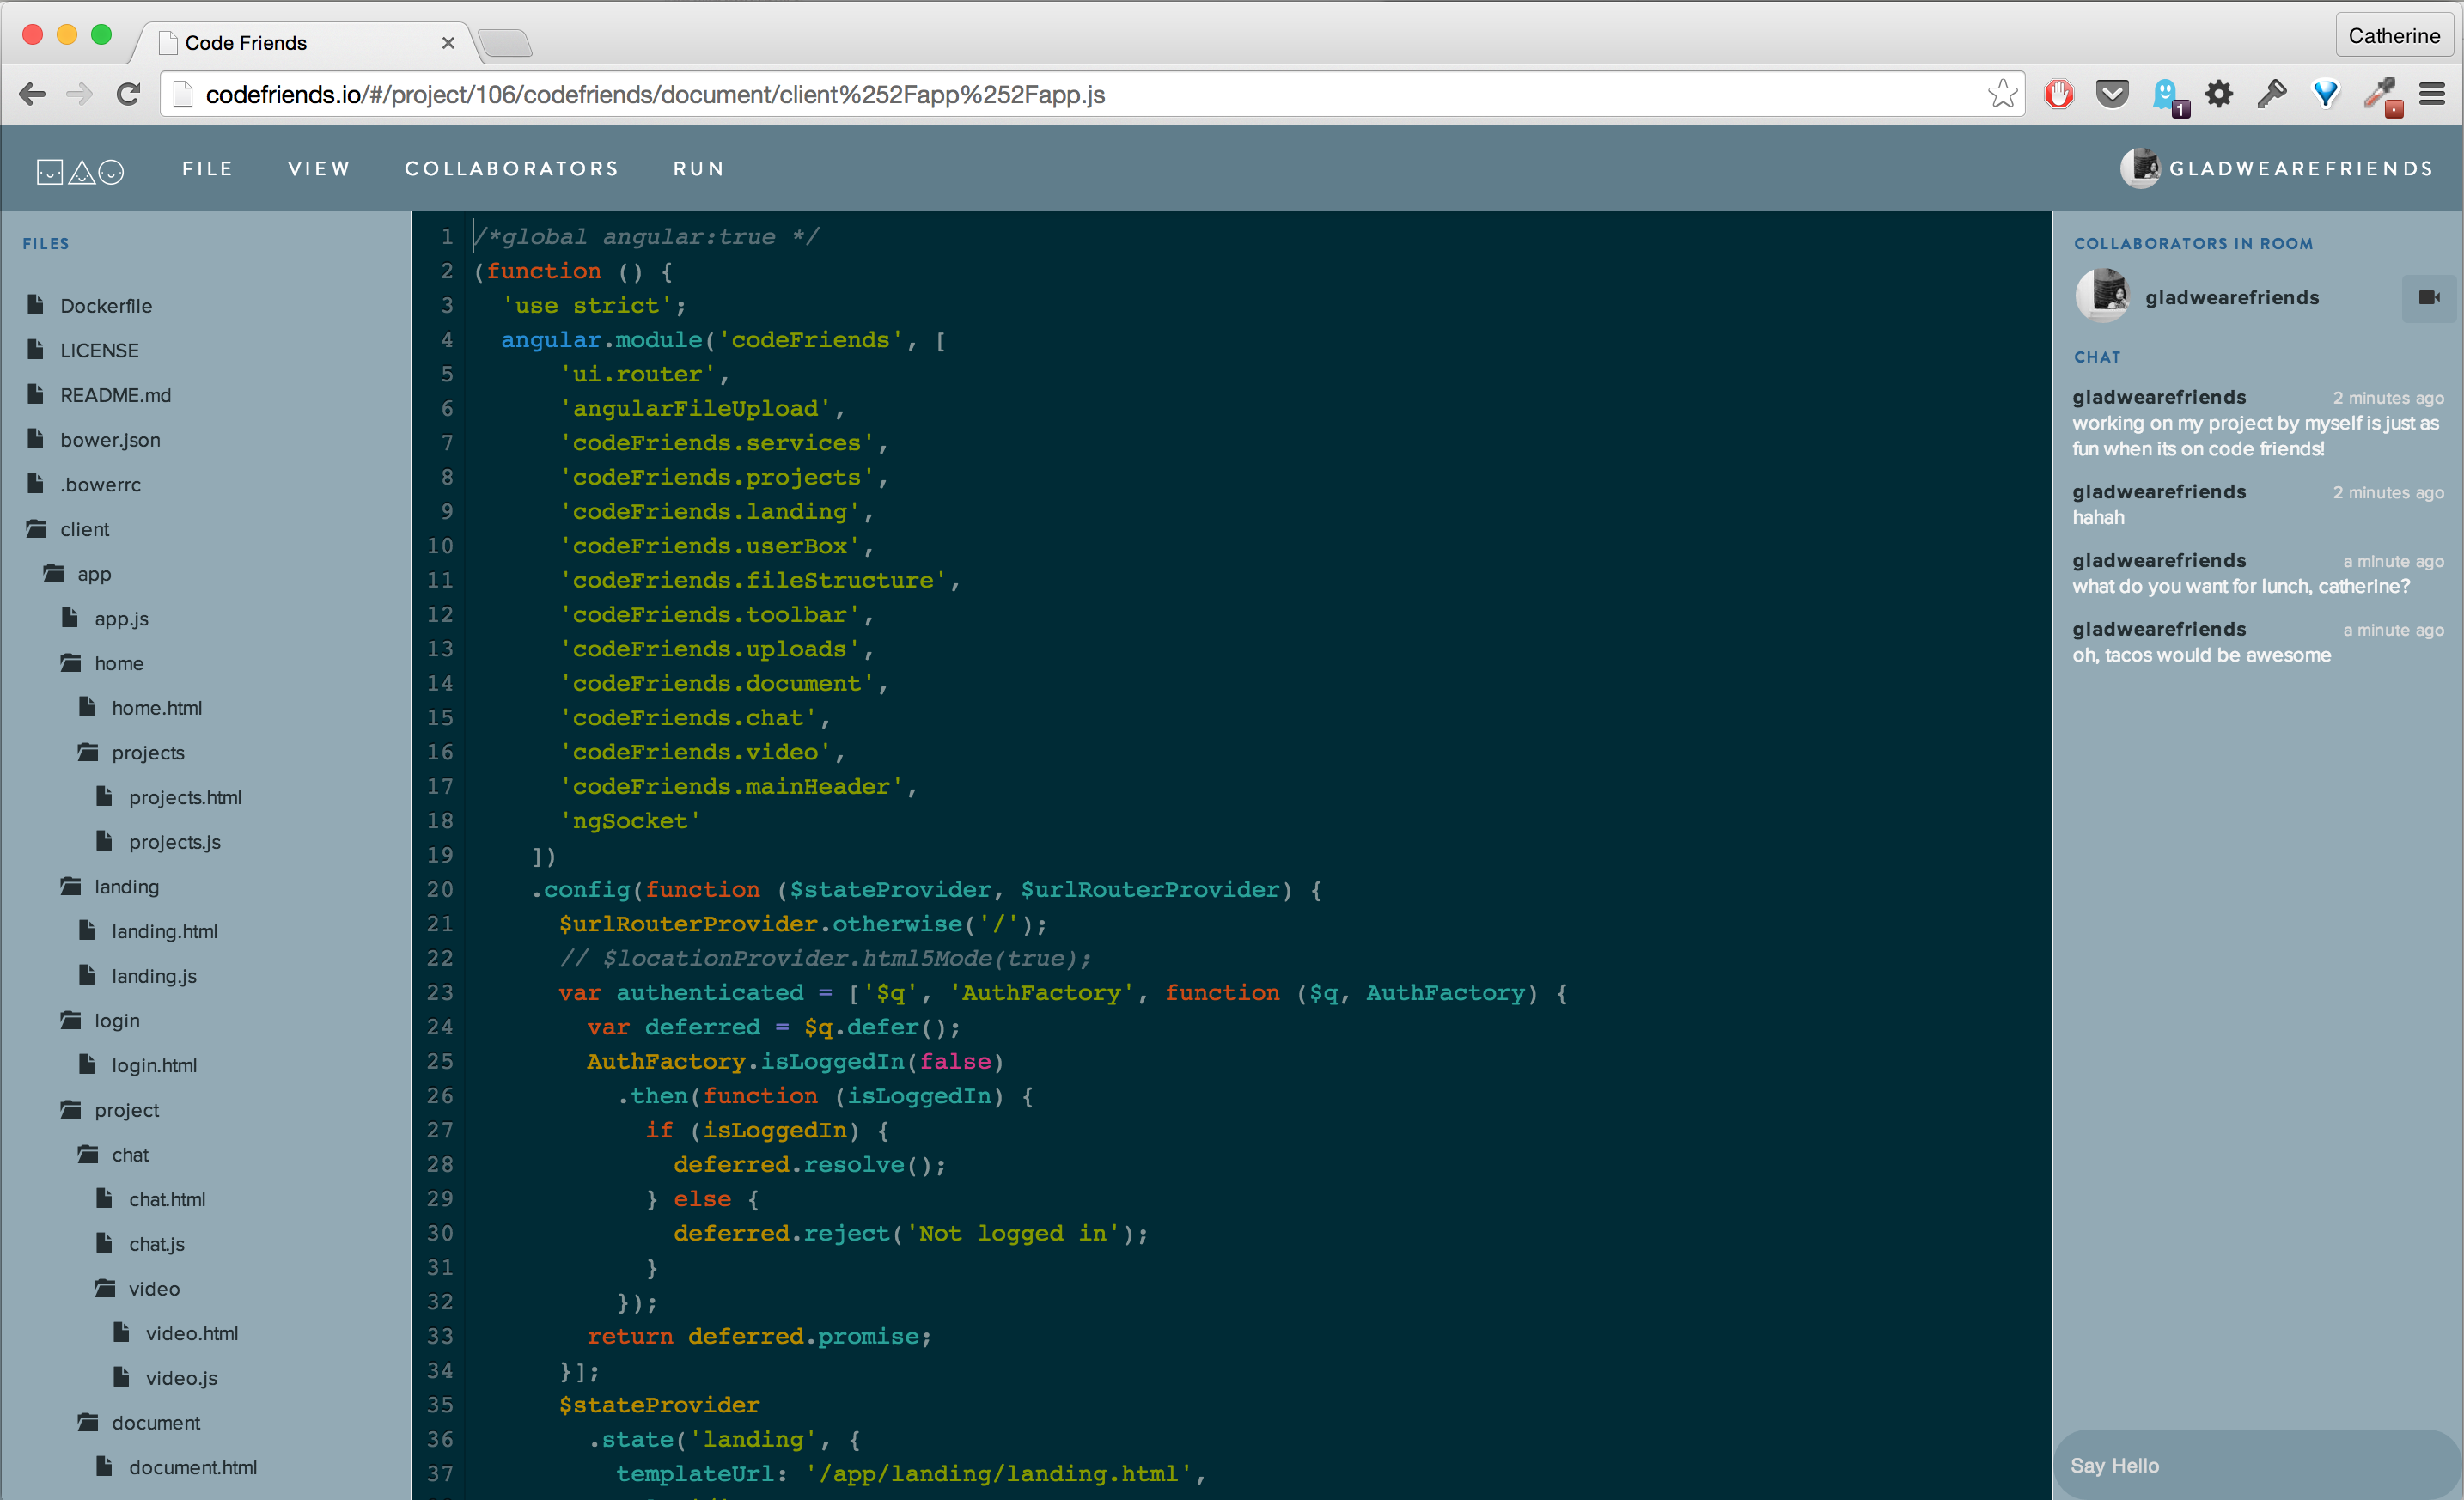 Code Friends
Catherine
codefriends.io/#/project/106/codefriends/document/client%252Fapp%252Fapp.js
1
FILE VIEW COLLABORATORS RUN
GLADWEAREFRIENDS
FILES
Dockerfile
LICENSE
README.md
bower.json
.bowerrc
client
app
app.js
home
home.html
projects
projects.html
projects.js
landing
landing.html
landing.js
login
login.html
project
chat
chat.html
chat.js
video
video.html
video.js
document
document.html
1 /*global angular:true */
2 (function () {
3   'use strict';
4   angular.module('codeFriends', [
5       'ui.router',
6       'angularFileUpload',
7       'codeFriends.services',
8       'codeFriends.projects',
9       'codeFriends.landing',
10       'codeFriends.userBox',
11       'codeFriends.fileStructure',
12       'codeFriends.toolbar',
13       'codeFriends.uploads',
14       'codeFriends.document',
15       'codeFriends.chat',
16       'codeFriends.video',
17       'codeFriends.mainHeader',
18       'ngSocket'
19     ])
20     .config(function ($stateProvider, $urlRouterProvider) {
21       $urlRouterProvider.otherwise('/');
22       // $locationProvider.html5Mode(true);
23       var authenticated = ['$q', 'AuthFactory', function ($q, AuthFactory) {
24         var deferred = $q.defer();
25         AuthFactory.isLoggedIn(false)
26           .then(function (isLoggedIn) {
27             if (isLoggedIn) {
28               deferred.resolve();
29             } else {
30               deferred.reject('Not logged in');
31             }
32           });
33         return deferred.promise;
34       }];
35       $stateProvider
36         .state('landing', {
37           templateUrl: '/app/landing/landing.html',
COLLABORATORS IN ROOM
gladwearefriends
CHAT
gladwearefriends 2 minutes ago
working on my project by myself is just as
fun when its on code friends!
gladwearefriends 2 minutes ago
hahah
gladwearefriends a minute ago
what do you want for lunch, catherine?
gladwearefriends a minute ago
oh, tacos would be awesome
Say Hello